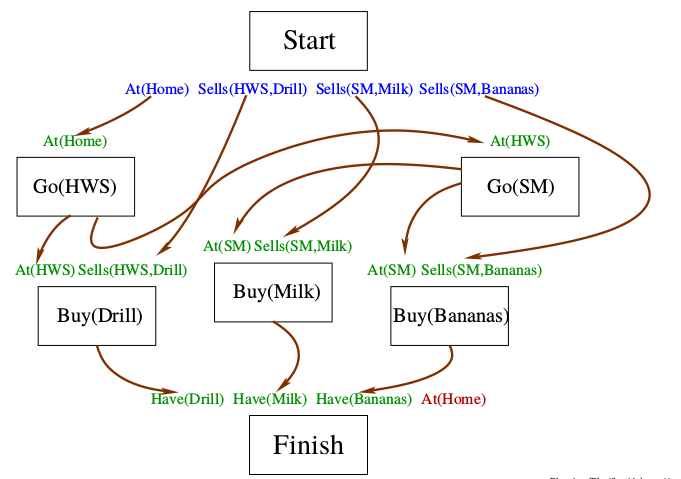 Start
At(Home) Sells(HWS,Drill) Sells(SM,Milk) Sells(SM,Bananas)
At(Home)
At(HWS)
Go(HWS)
Go(SM)
At(SM) Sells(SM,Milk)
At(HWS) Sells(HWS,Drill)
At(SM) Sells(SM,Bananas)
Buy(Drill)
Buy(Milk)
Buy(Bananas)
Have(Drill) Have(Milk) Have(Bananas) At(Home)
Finish